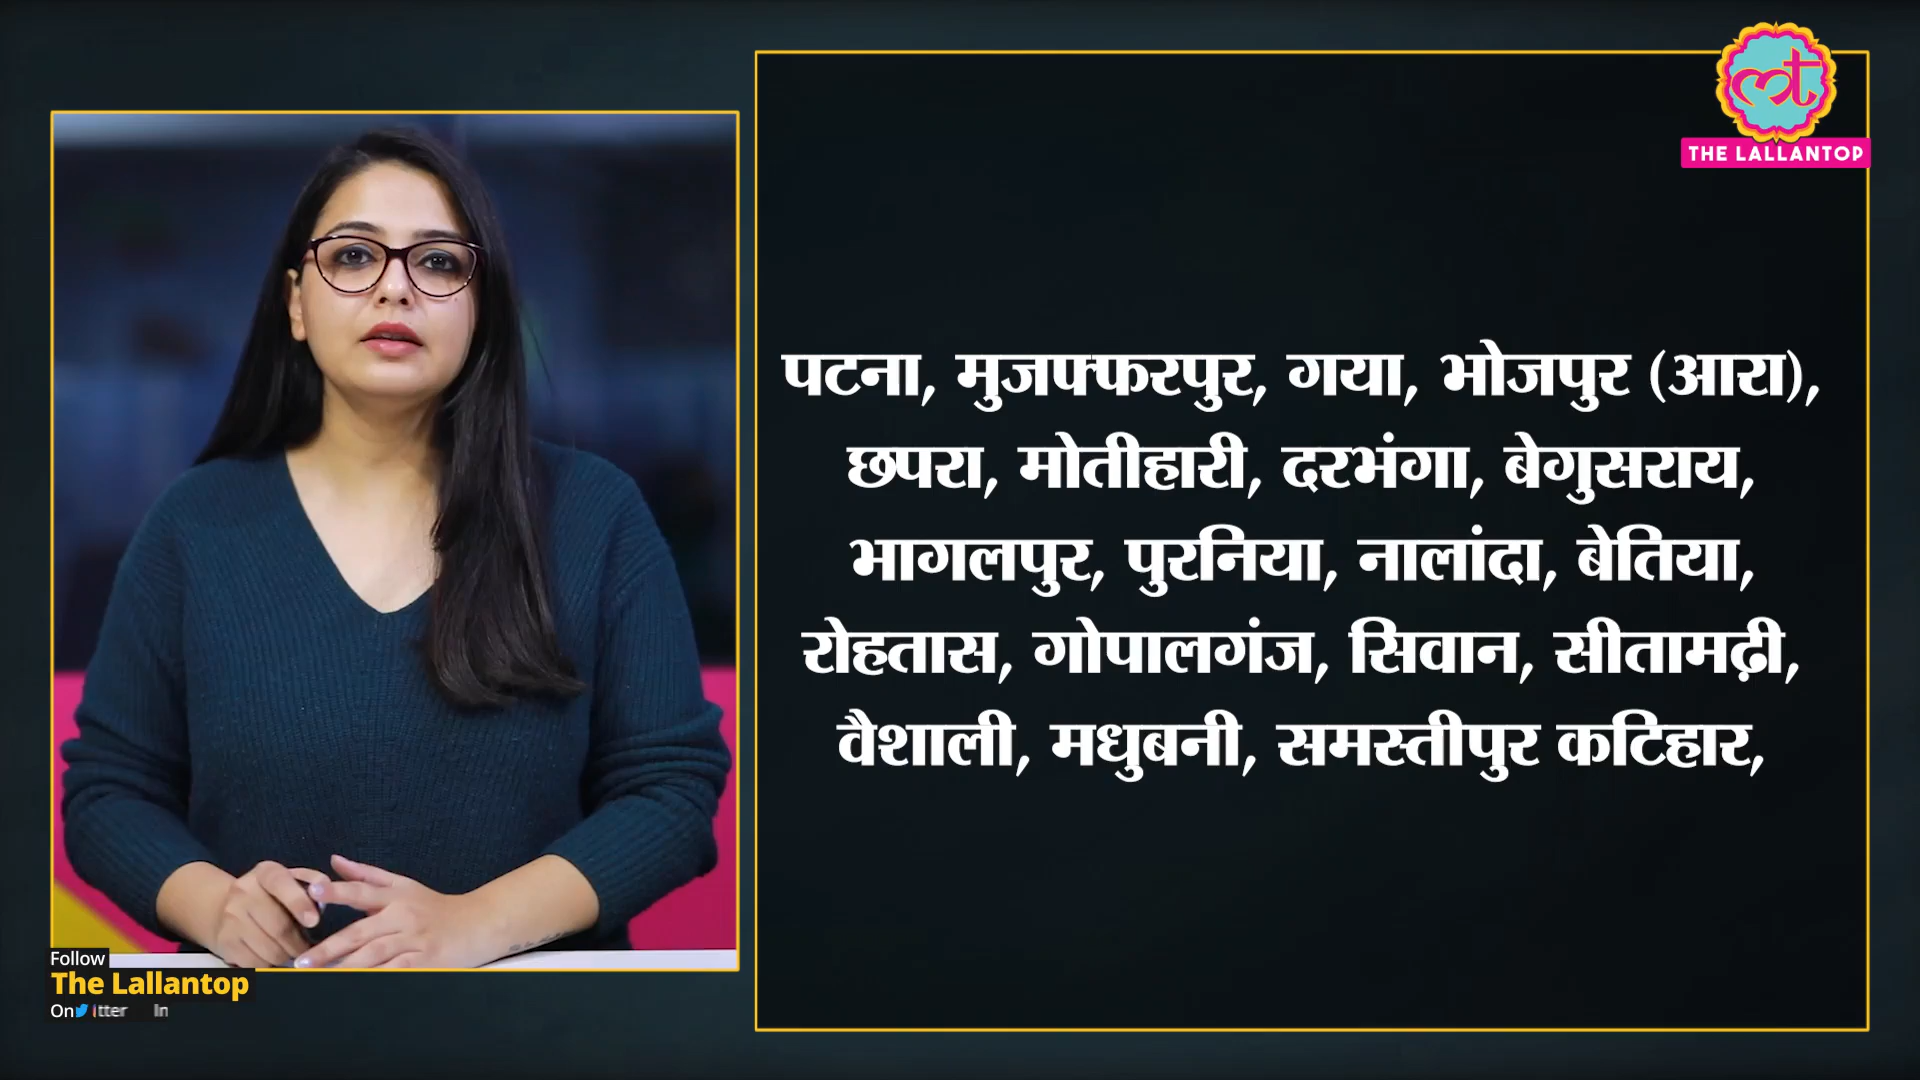 THE LALLANTOP
पटना, मुजफ्फरपुर, गया, भोजपुर (आरा),
छपरा, मोतीहारी, दरभंगा, बेगुसराय,
भागलपुर, पुरनिया, नालांदा, बेतिया,
रोहतास, गोपालगंज, सिवान, सीतामढ़ी,
वैशाली, मधुबनी, समस्तीपुर कटिहार,
Follow
The Lallantop
On